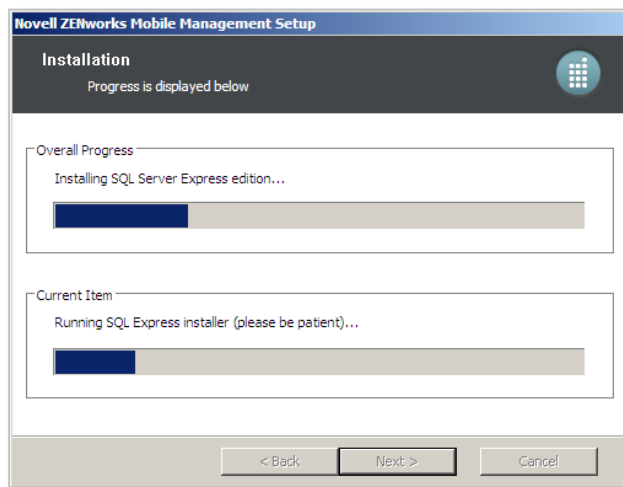 Novell ZENworks Mobile Management Setup
Installation
Progress is displayed below
Overall Progress
Installing SQL Server Express edition...
Current Item
Running SQL Express installer (please be patient)...
< Back Next > Cancel